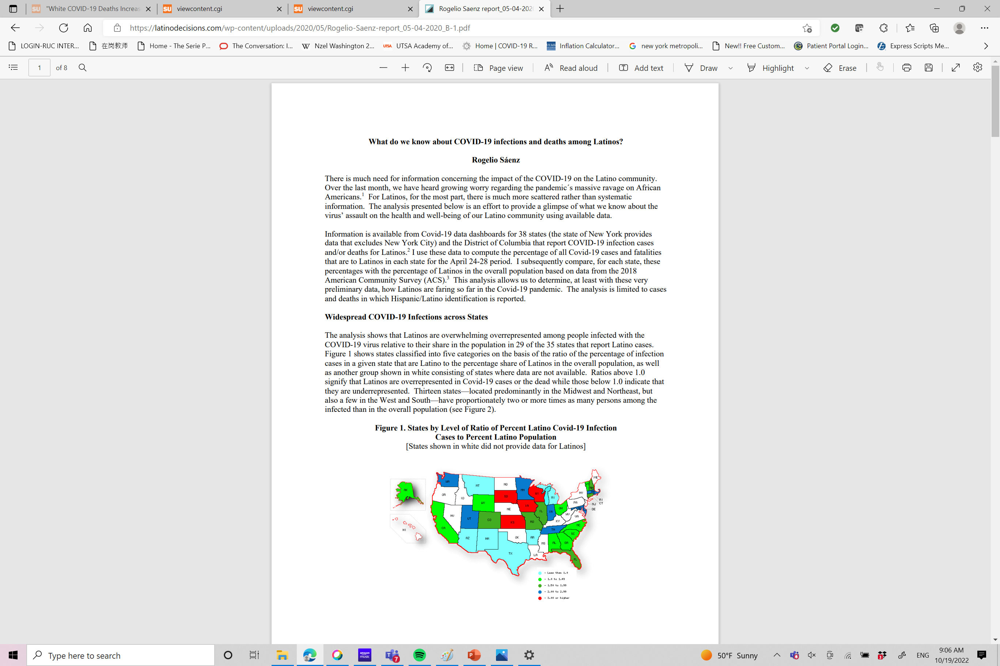 "White COVID-19 Deaths Increas
viewcontent.cgi
viewcontent.cgi
Rogelio Saenz report_05-04-202
https://latinodecisions.com/wp-content/uploads/2020/05/Rogelio-Saenz-report_05-04-2020_B-1.pdf
LOGIN-RUC INTER... 在岗教师 Home - The Serie P... The Conversation: I... W Nzel Washington 2... UTSA UTSA Academy of... Home | COVID-19 R... Inflation Calculator... new york metropoli... New!! Free Custom... Patient Portal Login... Express Scripts Me...
1 of 8 Page view Read aloud Add text Draw Highlight Erase
What do we know about COVID-19 infections and deaths among Latinos?
Rogelio Sáenz
There is much need for information concerning the impact of the COVID-19 on the Latino community.
Over the last month, we have heard growing worry regarding the pandemic´s massive ravage on African
Americans.1 For Latinos, for the most part, there is much more scattered rather than systematic
information. The analysis presented below is an effort to provide a glimpse of what we know about the
virus’ assault on the health and well-being of our Latino community using available data.
Information is available from Covid-19 data dashboards for 38 states (the state of New York provides
data that excludes New York City) and the District of Columbia that report COVID-19 infection cases
and/or deaths for Latinos.2 I use these data to compute the percentage of all Covid-19 cases and fatalities
that are to Latinos in each state for the April 24-28 period. I subsequently compare, for each state, these
percentages with the percentage of Latinos in the overall population based on data from the 2018
American Community Survey (ACS).3 This analysis allows us to determine, at least with these very
preliminary data, how Latinos are faring so far in the Covid-19 pandemic. The analysis is limited to cases
and deaths in which Hispanic/Latino identification is reported.
Widespread COVID-19 Infections across States
The analysis shows that Latinos are overwhelming overrepresented among people infected with the
COVID-19 virus relative to their share in the population in 29 of the 35 states that report Latino cases.
Figure 1 shows states classified into five categories on the basis of the ratio of the percentage of infection
cases in a given state that are Latino to the percentage share of Latinos in the overall population, as well
as another group shown in white consisting of states where data are not available. Ratios above 1.0
signify that Latinos are overrepresented in Covid-19 cases or the dead while those below 1.0 indicate that
they are underrepresented. Thirteen states—located predominantly in the Midwest and Northeast, but
also a few in the West and South—have proportionately two or more times as many persons among the
infected than in the overall population (see Figure 2).
Figure 1. States by Level of Ratio of Percent Latino Covid-19 Infection
Cases to Percent Latino Population
[States shown in white did not provide data for Latinos]
ME
WA MT ND MN VT NH
AK OR ID SD WI MI NY
WY IA PA RI
NE NJ CT
NV UT CO IL IN OH DE
HI CA KS MO KY WV VA
AZ NM OK AR TN NC
SC
MS AL GA
TX LA
FL
- Less than 1.0
- 1.0 to 1.49
- 1.50 to 1.99
- 2.00 to 2.99
- 3.00 or higher
Type here to search
amazon music
7
50°F Sunny
3
ENG
9:06 AM
10/19/2022